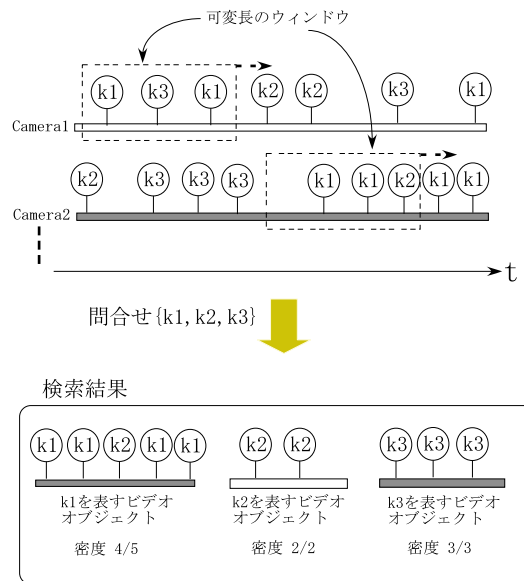 可変長のウィンドウ
k1 k3 k1 k2 k2 k3 k1
Camera1
k2 k3 k3 k3 k1 k1 k2 k1 k1
Camera2
t
問合せ{k1,k2,k3}
検索結果
k1 k1 k2 k1 k1 k2 k2 k3 k3 k3
k1を表すビデオ
オブジェクト
密度 4/5
k2を表すビデオ
オブジェクト
密度 2/2
k3を表すビデオ
オブジェクト
密度 3/3